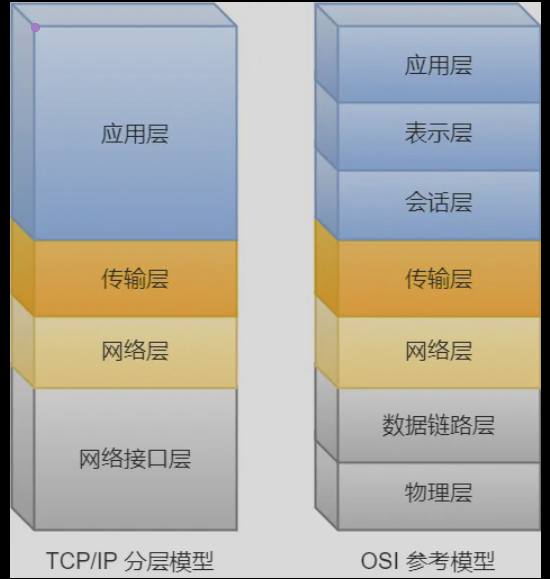 应用层
传输层
网络层
网络接口层
TCP/IP 分层模型
应用层
表示层
会话层
传输层
网络层
数据链路层
物理层
OSI 参考模型